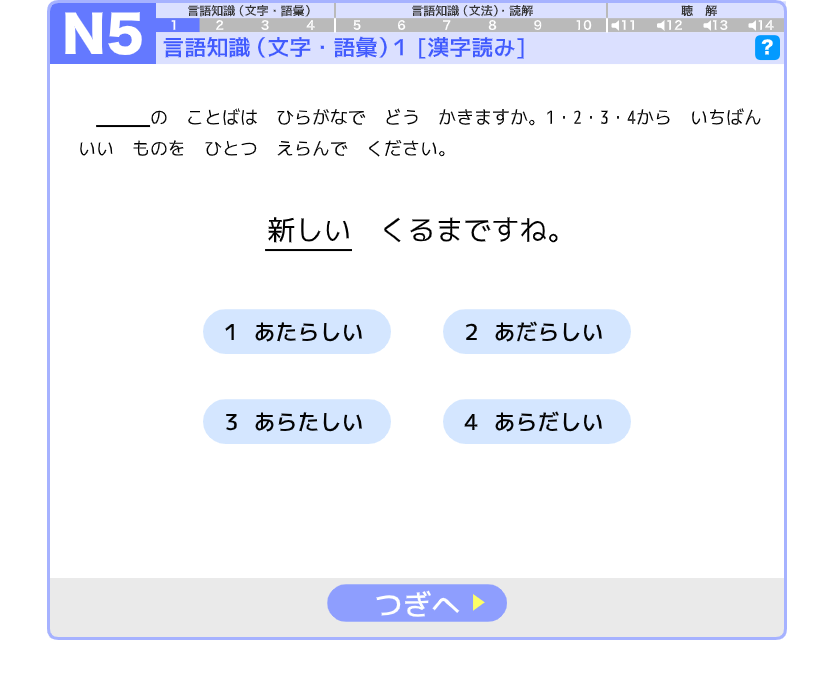 N5
言語知識（文字・語彙） 言語知識（文法）・読解 聴 解
1 2 3 4 5 6 7 8 9 10 11 12 13 14
言語知識（文字・語彙）1 [漢字読み]
?
＿＿＿の　ことばは　ひらがなで　どう　かきますか。1・2・3・4から　いちばん
いい　ものを　ひとつ　えらんで　ください。
新しい　くるまですね。
1 あたらしい 2 あだらしい
3 あらたしい 4 あらだしい
つぎへ